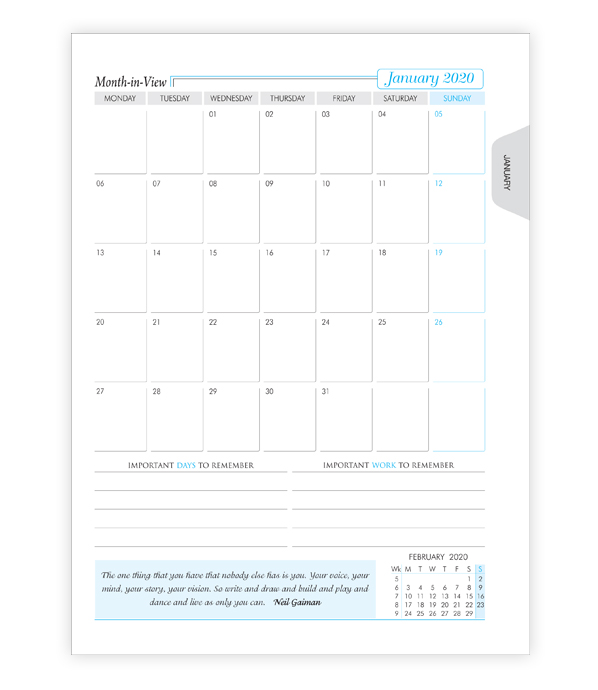 Month-in-View January 2020
MONDAY TUESDAY WEDNESDAY THURSDAY FRIDAY SATURDAY SUNDAY
01 02 03 04 05
JANUARY
06 07 08 09 10 11 12
13 14 15 16 17 18 19
20 21 22 23 24 25 26
27 28 29 30 31
IMPORTANT DAYS TO REMEMBER IMPORTANT WORK TO REMEMBER
FEBRUARY 2020
Wk M T W T F S S
5 1 2
6 3 4 5 6 7 8 9
7 10 11 12 13 14 15 16
8 17 18 19 20 21 22 23
9 24 25 26 27 28 29
The one thing that you have that nobody else has is you. Your voice, your
mind, your story, your vision. So write and draw and build and play and
dance and live as only you can. Neil Gaiman